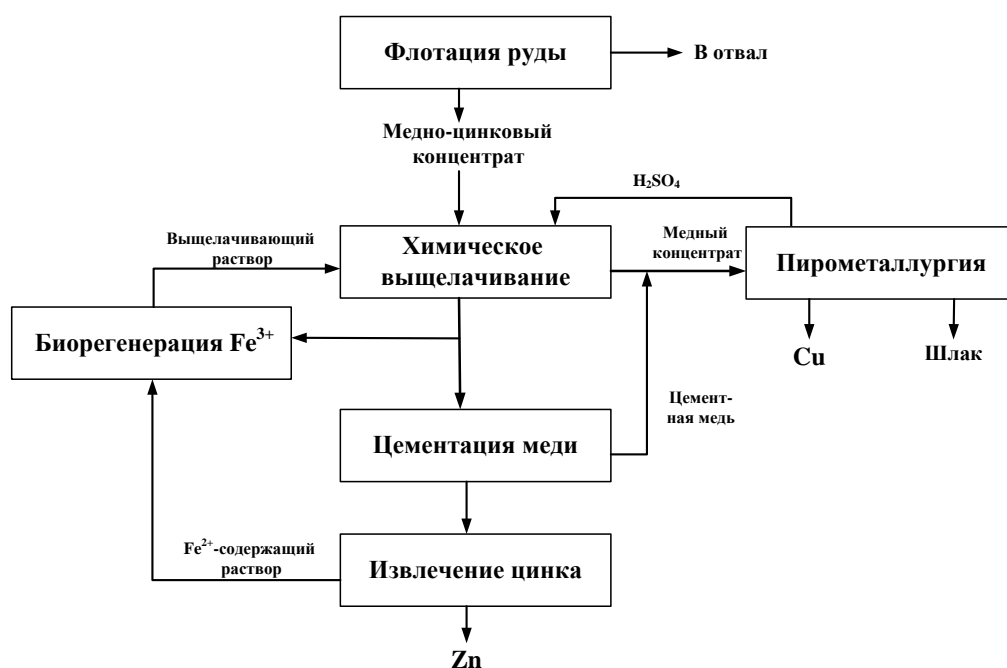 Флотация руды
В отвал
Медно-цинковый
концентрат
H₂SO₄
Выщелачивающий
раствор
Химическое
выщелачивание
Медный
концентрат
Пирометаллургия
Биорегенерация Fe³⁺
Cu
Шлак
Цемент-
ная медь
Цементация меди
Fe²⁺-содержащий
раствор
Извлечение цинка
Zn